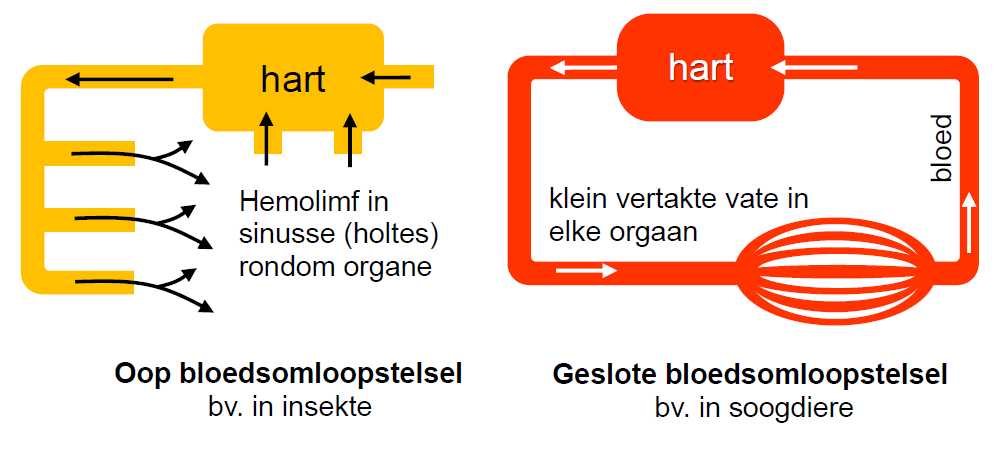 hart
Hemolimf in
sinusse (holtes)
rondom organe
Oop bloedsomloopstelsel
bv. in insekte
hart
bloed
klein vertakte vate in
elke orgaan
Geslote bloedsomloopstelsel
bv. in soogdiere